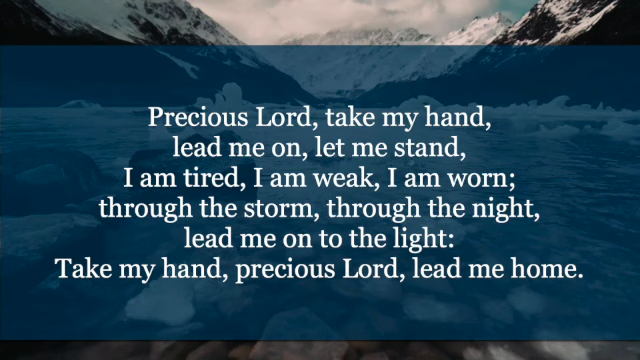 Precious Lord, take my hand,
lead me on, let me stand,
I am tired, I am weak, I am worn;
through the storm, through the night,
lead me on to the light:
Take my hand, precious Lord, lead me home.